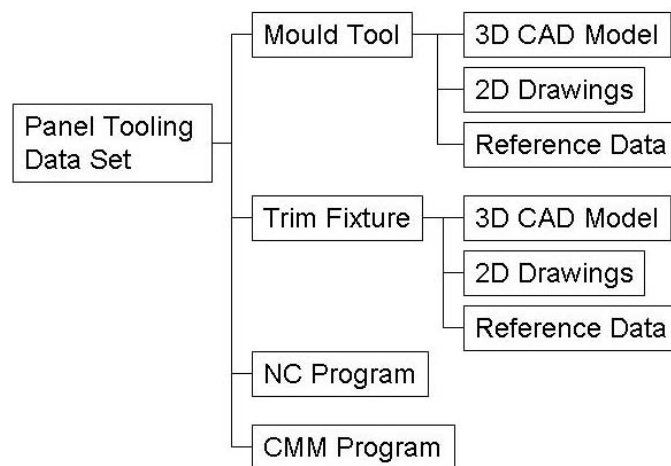 Panel Tooling
Data Set
Mould Tool
3D CAD Model
2D Drawings
Reference Data
Trim Fixture
3D CAD Model
2D Drawings
Reference Data
NC Program
CMM Program